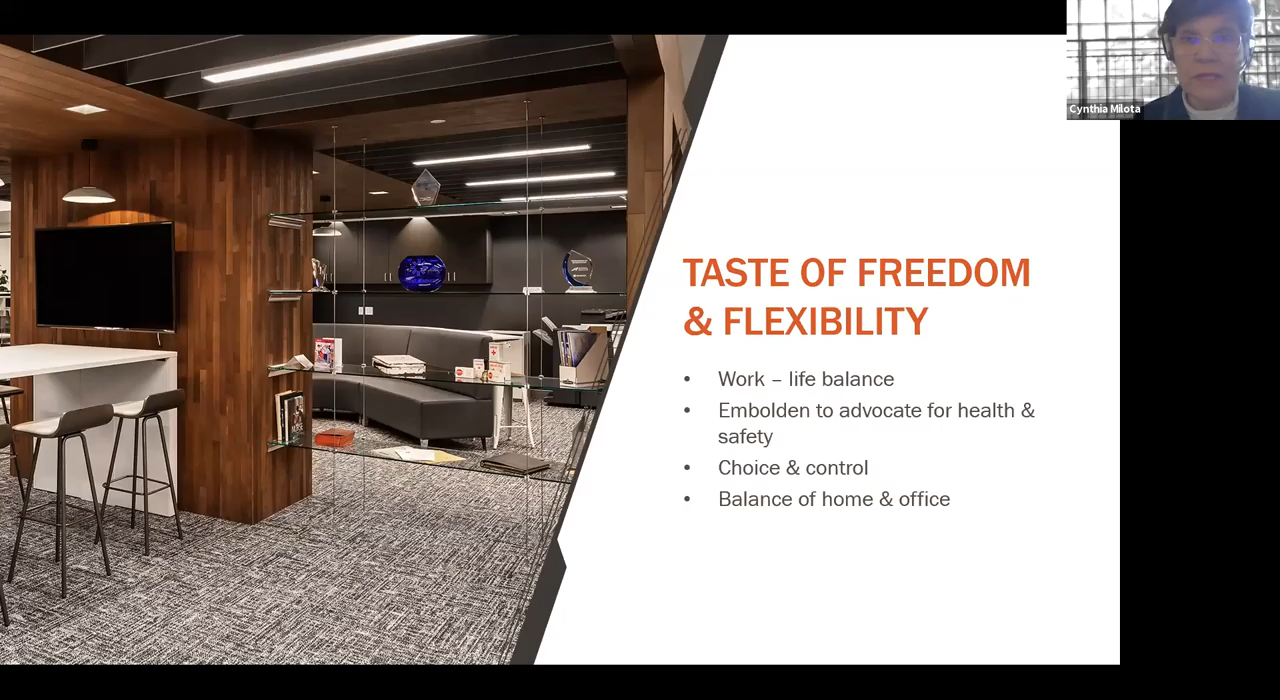 Cynthia Milota
TASTE OF FREEDOM
& FLEXIBILITY
• Work – life balance
• Embolden to advocate for health &
safety
• Choice & control
• Balance of home & office